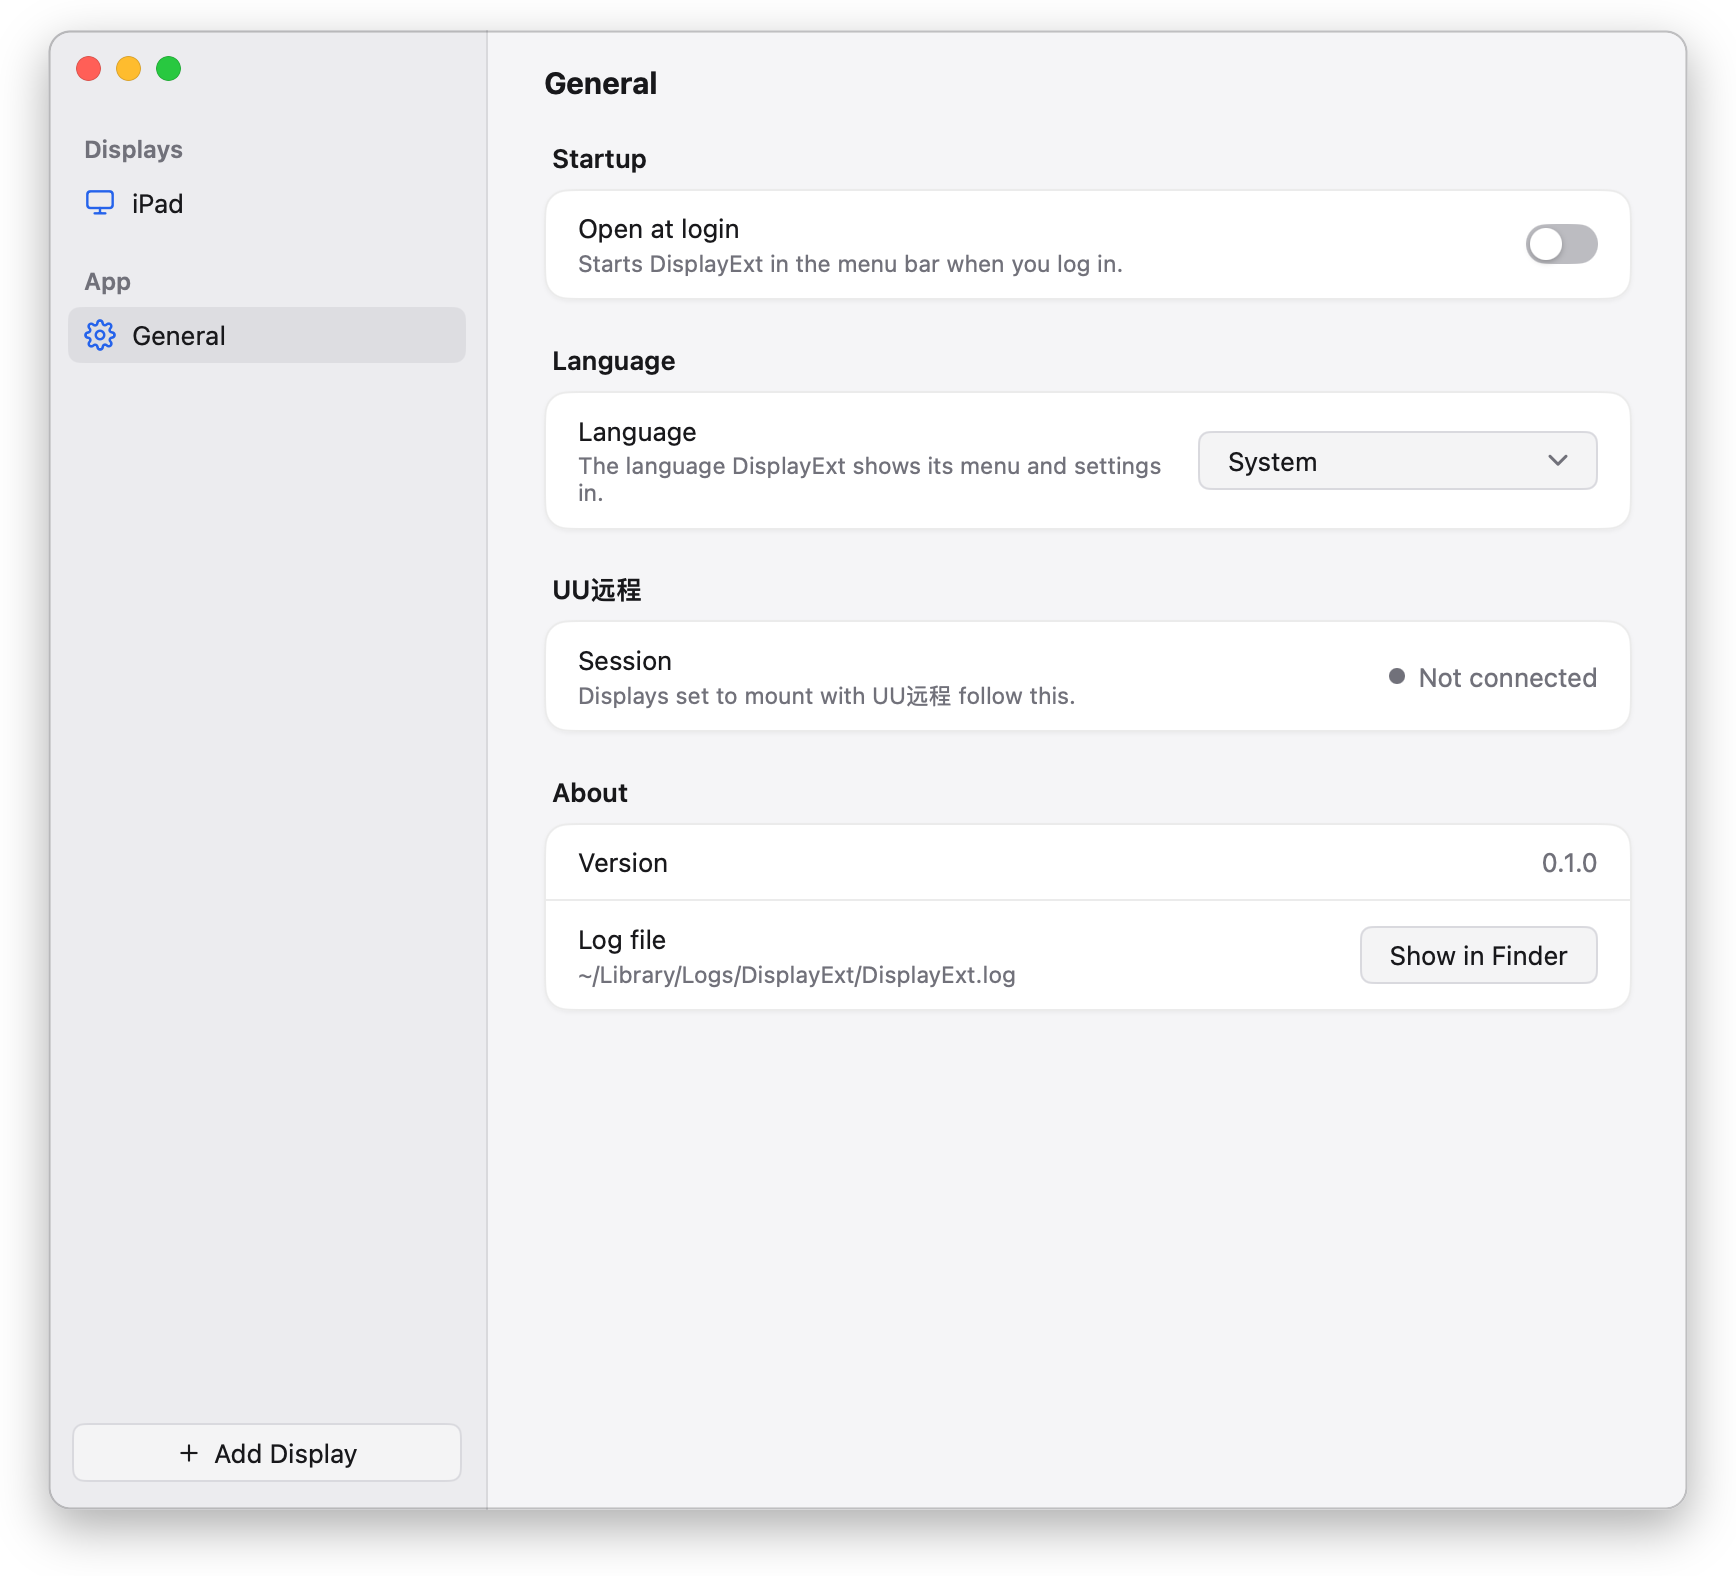 Displays
iPad
App
General
Add Display
General
Startup
Open at login
Starts DisplayExt in the menu bar when you log in.
Language
Language
The language DisplayExt shows its menu and settings
in.
System
UU远程
Session
Displays set to mount with UU远程 follow this.
Not connected
About
Version
0.1.0
Log file
~/Library/Logs/DisplayExt/DisplayExt.log
Show in Finder